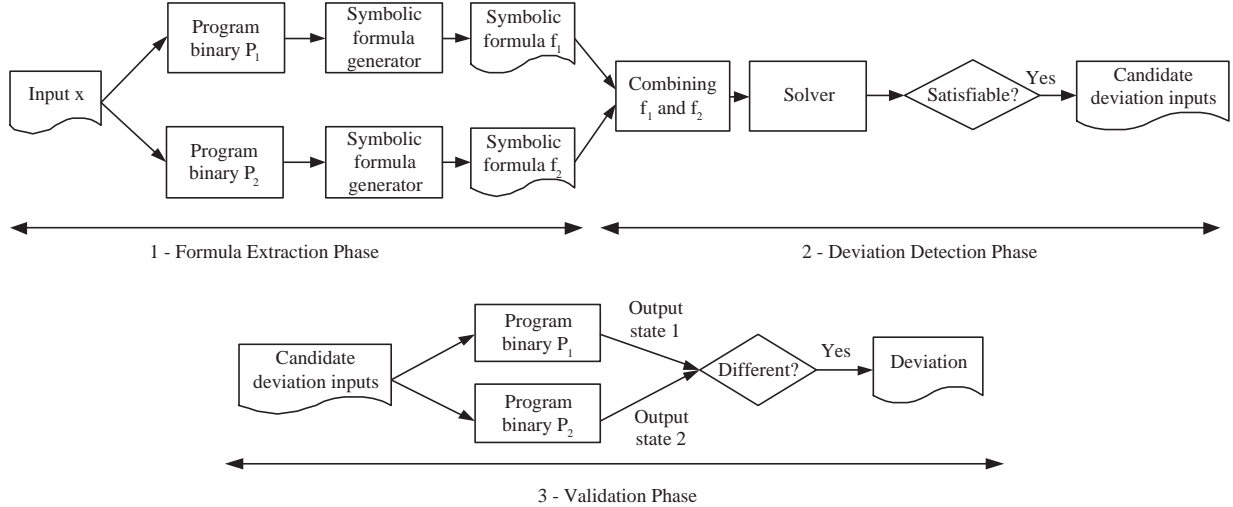 Input x
Program
binary P₁
Symbolic
formula
generator
Symbolic
formula f₁
Program
binary P₂
Symbolic
formula
generator
Symbolic
formula f₂
Combining
f₁ and f₂
Solver
Satisfiable?
Yes
Candidate
deviation inputs
1 - Formula Extraction Phase
2 - Deviation Detection Phase
Candidate
deviation inputs
Program
binary P₁
Program
binary P₂
Output
state 1
Output
state 2
Different?
Yes
Deviation
3 - Validation Phase